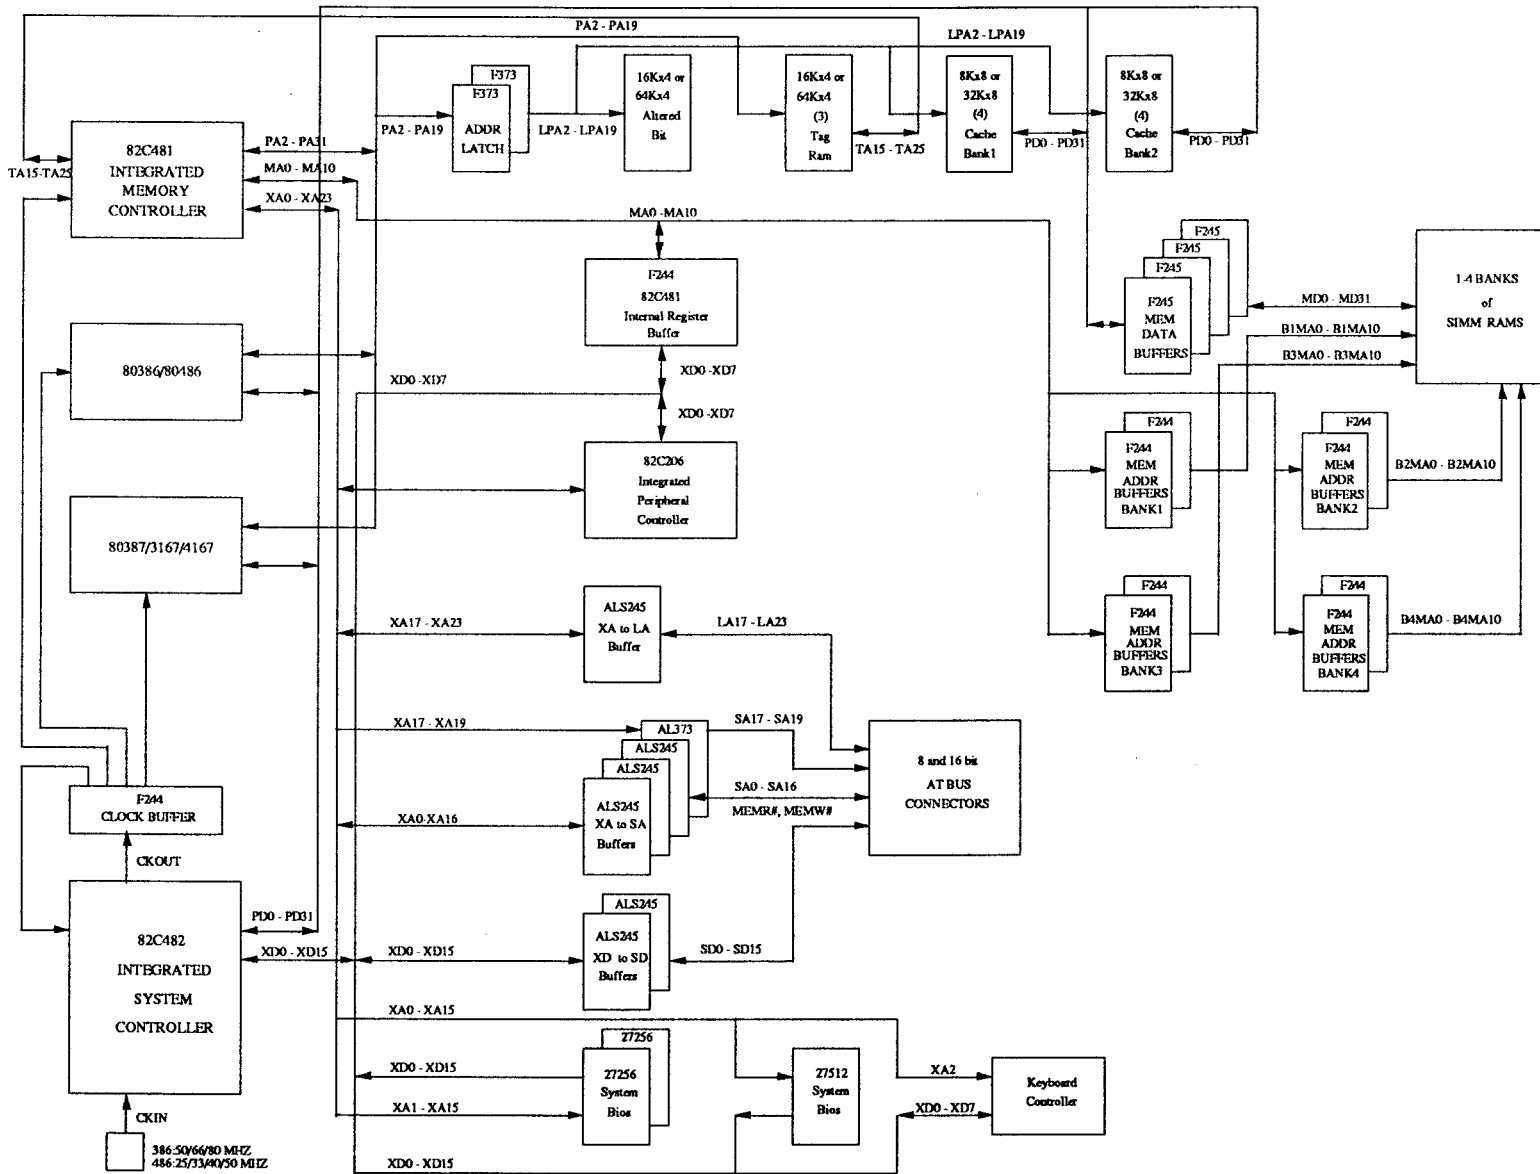 PA2 - PA19
PA2 - PA19
LPA2 - LPA19
F373
F373
ADDR
LATCH
LPA2 - LPA19
16Kx4 or
64Kx4
Altered
Bit
16Kx4 or
64Kx4
(3)
Tag
Ram
TA15 - TA25
8Kx8 or
32Kx8
(4)
Cache
Bank1
PD0 - PD31
8Kx8 or
32Kx8
(4)
Cache
Bank2
PD0 - PD31
PA2 - PA19
TA15-TA25
82C481
INTEGRATED
MEMORY
CONTROLLER
PA2 - PA31
MA0 - MA10
XA0 - XA23
MA0 -MA10
F244
82C481
Internal Register
Buffer
XD0 -XD7
XD0 -XD7
XD0 -XD7
82C206
Integrated
Peripheral
Controller
F245
F245
F245
F245
MEM
DATA
BUFFERS
MD0 - MD31
B1MA0 - B1MA10
B3MA0 - B3MA10
1-4 BANKS
of
SIMM RAMS
80386/80486
80387/3167/4167
F244
F244
MEM
ADDR
BUFFERS
BANK1
F244
F244
MEM
ADDR
BUFFERS
BANK2
B2MA0 - B2MA10
F244
F244
MEM
ADDR
BUFFERS
BANK3
F244
F244
MEM
ADDR
BUFFERS
BANK4
B4MA0 - B4MA10
XA17 - XA23
ALS245
XA to LA
Buffer
LA17 - LA23
XA17 - XA19
AL373
ALS245
ALS245
ALS245
XA to SA
Buffers
SA17 - SA19
SA0 - SA16
MEMR#, MEMW#
XA0-XA16
8 and 16 bit
AT BUS
CONNECTORS
F244
CLOCK BUFFER
CKOUT
82C482
INTEGRATED
SYSTEM
CONTROLLER
PD0 - PD31
XD0 - XD15
XD0 - XD15
ALS245
ALS245
XD to SD
Buffers
SD0 - SD15
XA0 - XA15
XD0 - XD15
XA1 - XA15
27256
27256
System
Bios
27512
System
Bios
XA2
XD0 - XD7
Keyboard
Controller
XD0 - XD15
CKIN
386:50/66/80 MHZ
486:25/33/40/50 MHZ